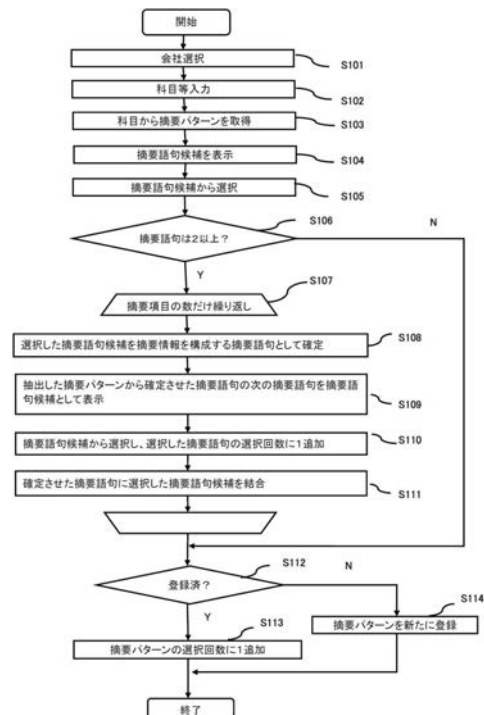 開始
会社選択
S101
科目等入力
S102
科目から摘要パターンを取得
S103
摘要語句候補を表示
S104
摘要語句候補から選択
S105
摘要語句は2以上？
S106
N
Y
摘要項目の数だけ繰り返し
S107
選択した摘要語句候補を摘要情報を構成する摘要語句として確定
S108
抽出した摘要パターンから確定させた摘要語句の次の摘要語句を摘要語
句候補として表示
S109
摘要語句候補から選択し、選択した摘要語句の選択回数に1追加
S110
確定させた摘要語句に選択した摘要語句候補を結合
S111
登録済？
S112
N
Y
S113
摘要パターンの選択回数に1追加
S114
摘要パターンを新たに登録
終了